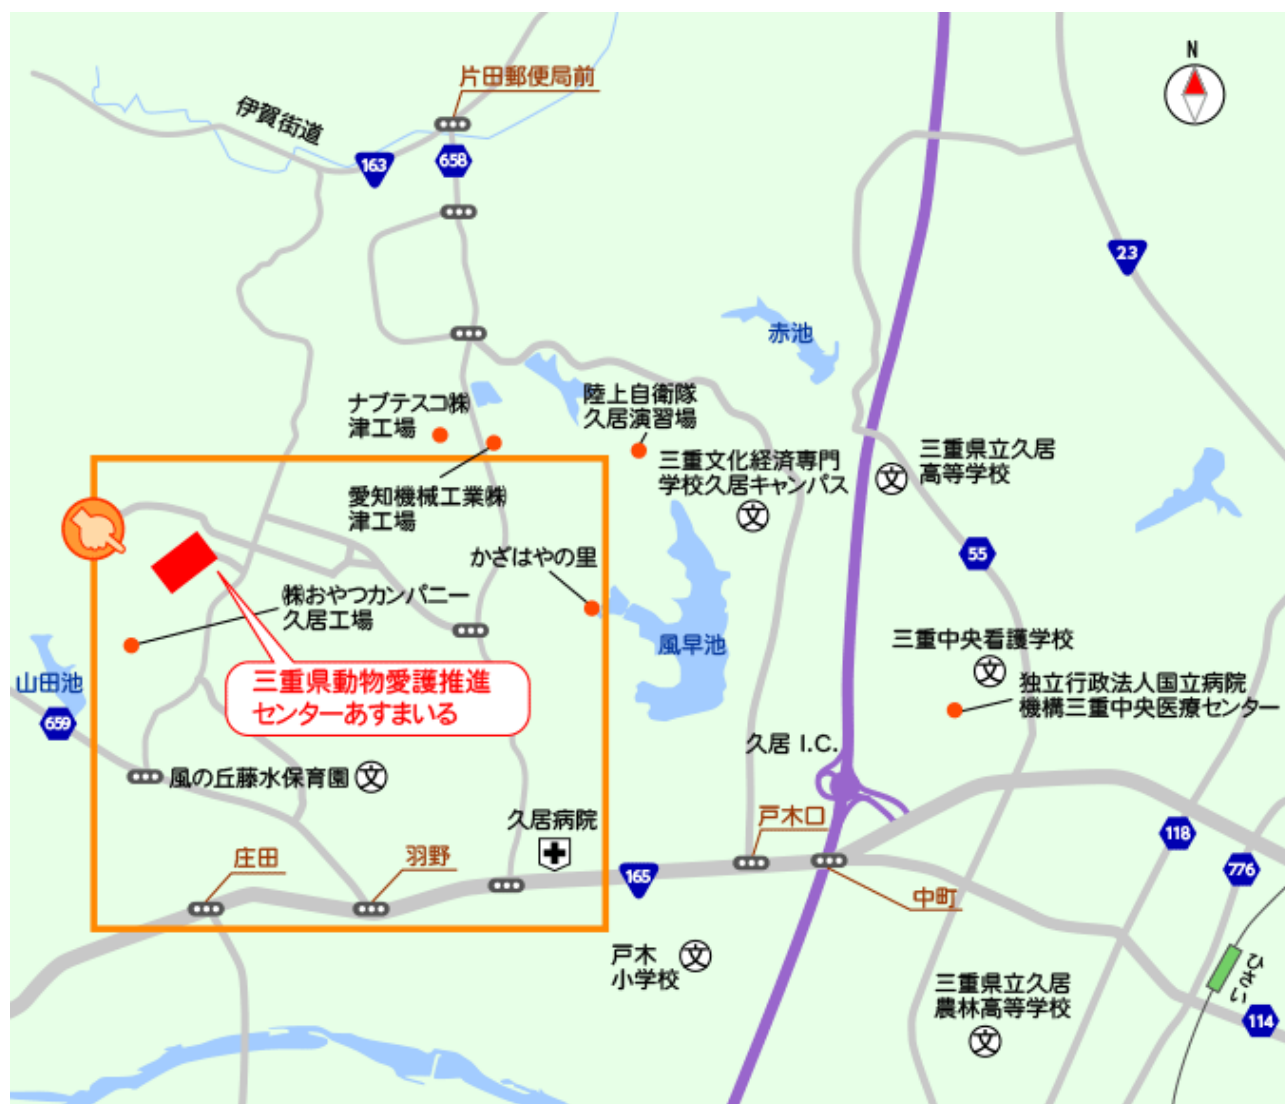 N
片田郵便局前
伊賀街道
163
658
23
赤池
ナブテスコ㈱
津工場
陸上自衛隊
久居演習場
三重文化経済専門
学校久居キャンパス
文
三重県立久居
高等学校
文
愛知機械工業㈱
津工場
かざはやの里
55
㈱おやつカンパニー
久居工場
風早池
三重中央看護学校
文
山田池
659
三重県動物愛護推進
センターあすまいる
独立行政法人国立病院
機構三重中央医療センター
久居 I.C.
風の丘藤水保育園
文
久居病院
戸木口
118
庄田
羽野
165
776
中町
戸木
小学校
文
ひさい
三重県立久居
農林高等学校
文
114